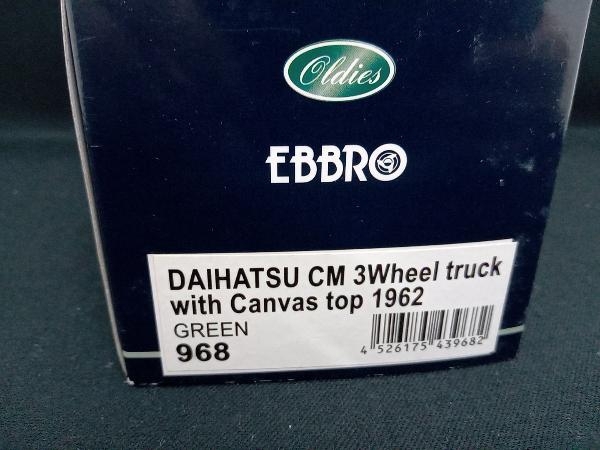 Oldies
EBBRO
DAIHATSU CM 3Wheel truck
with Canvas top 1962
GREEN
968
4 526175 439682